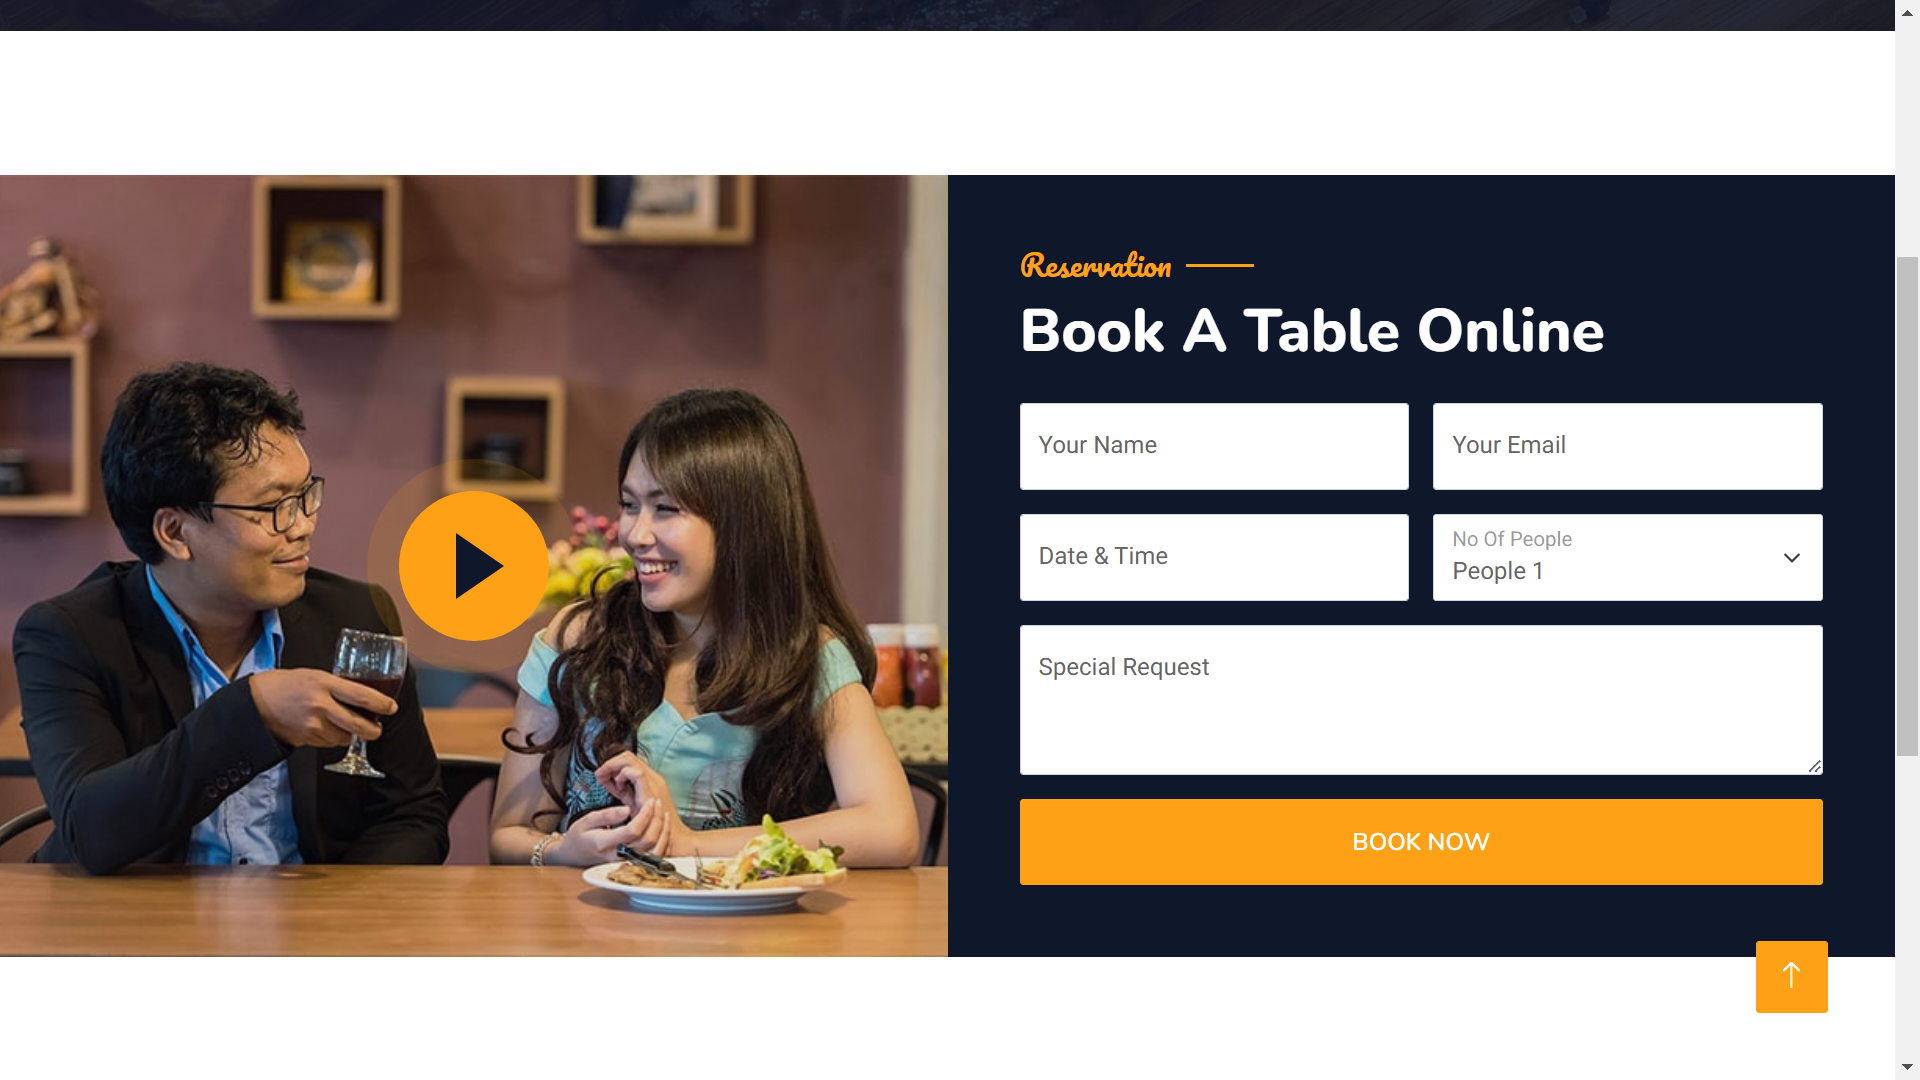 Reservation
Book A Table Online
Your Name
Your Email
Date & Time
No Of People
People 1
Special Request
BOOK NOW